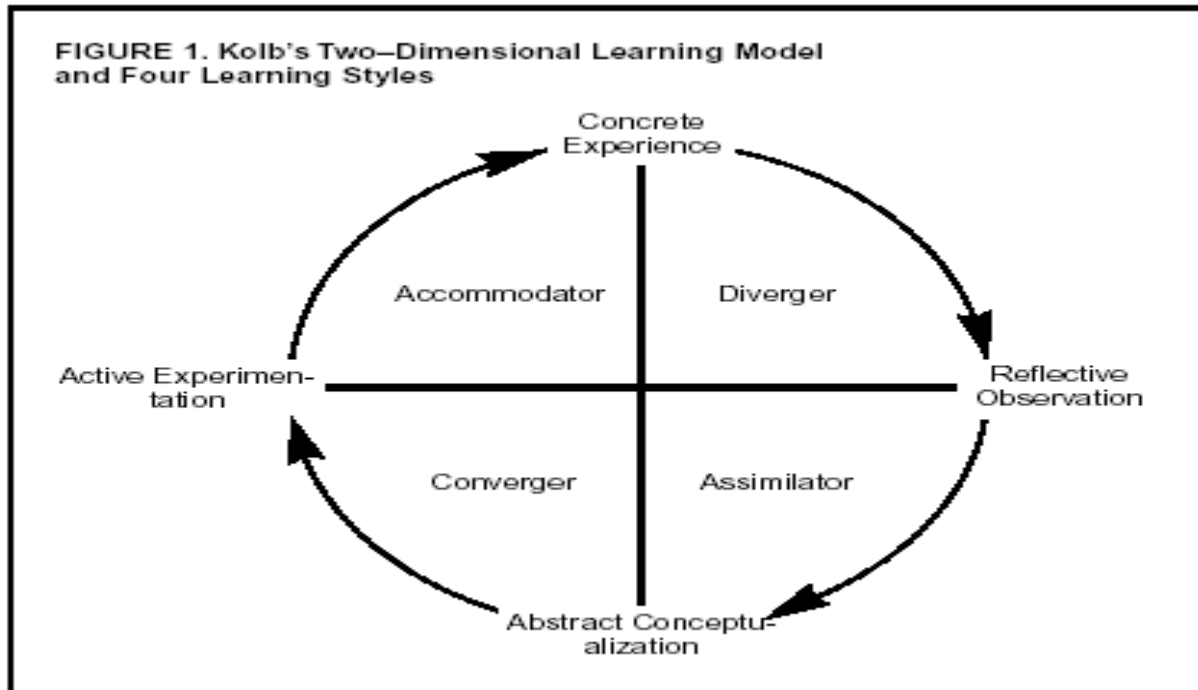 FIGURE 1. Kolb's Two–Dimensional Learning Model
and Four Learning Styles
Concrete
Experience
Accommodator
Diverger
Active Experimen-
tation
Reflective
Observation
Converger
Assimilator
Abstract Conceptu-
alization